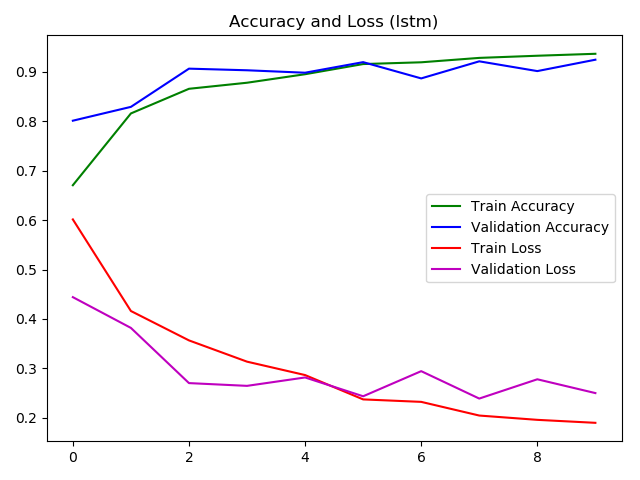 Accuracy and Loss (lstm)
0.9
0.8
0.7
0.6
0.5
0.4
0.3
0.2
Train Accuracy
Validation Accuracy
Train Loss
Validation Loss
0 2 4 6 8